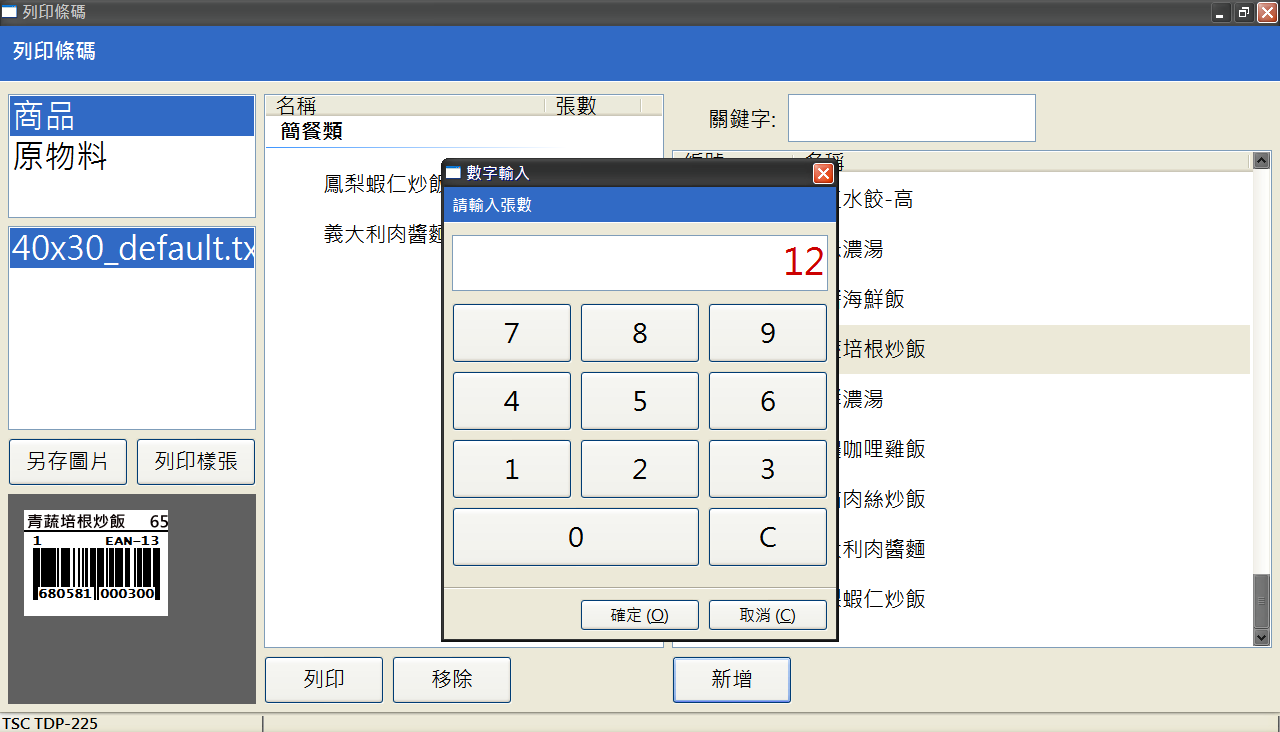 列印條碼
列印條碼
商品
原物料
40x30_default.tx
另存圖片
列印樣張
青蔬培根炒飯 65
1 EAN-13
680581 000300
名稱 張數
簡餐類
鳳梨蝦仁炒飯
義大利肉醬麵
列印
移除
關鍵字:
編號 名稱
水餃-高
濃湯
海鮮飯
培根炒飯
濃湯
咖哩雞飯
肉絲炒飯
利肉醬麵
蝦仁炒飯
新增
數字輸入
請輸入張數
12
7 8 9
4 5 6
1 2 3
0 C
確定 (O)
取消 (C)
TSC TDP-225